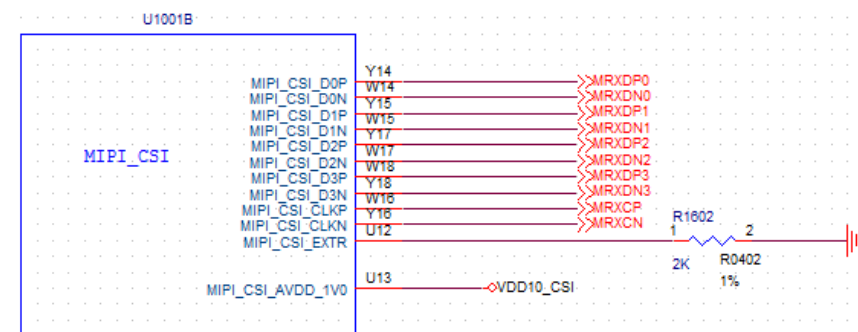 U1001B
MIPI_CSI
MIPI_CSI_D0P Y14 MRXDP0
MIPI_CSI_D0N W14 MRXDN0
MIPI_CSI_D1P Y15 MRXDP1
MIPI_CSI_D1N W15 MRXDN1
MIPI_CSI_D2P Y17 MRXDP2
MIPI_CSI_D2N W17 MRXDN2
MIPI_CSI_D3P W18 MRXDP3
MIPI_CSI_D3N Y18 MRXDN3
MIPI_CSI_CLKP W16 MRXCP
MIPI_CSI_CLKN Y16 MRXCN
MIPI_CSI_EXTR U12
R1602
1 2
2K R0402
1%
MIPI_CSI_AVDD_1V0 U13 VDD10_CSI